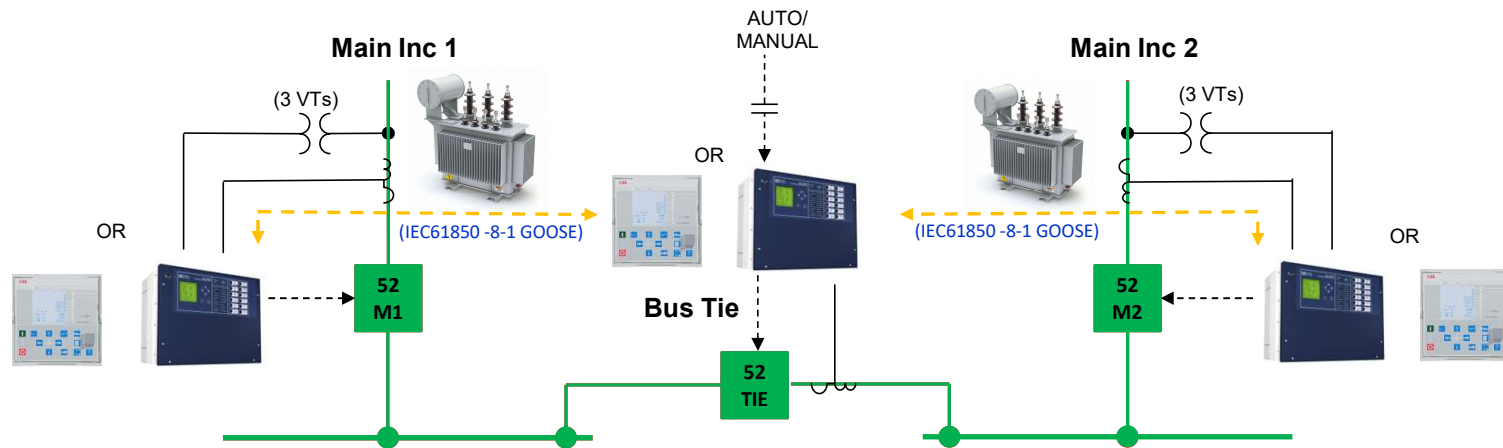 AUTO/
MANUAL
Main Inc 1
Main Inc 2
(3 VTs)
(3 VTs)
OR
OR
OR
(IEC61850 -8-1 GOOSE)
(IEC61850 -8-1 GOOSE)
52
M1
Bus Tie
52
M2
52
TIE
ABB